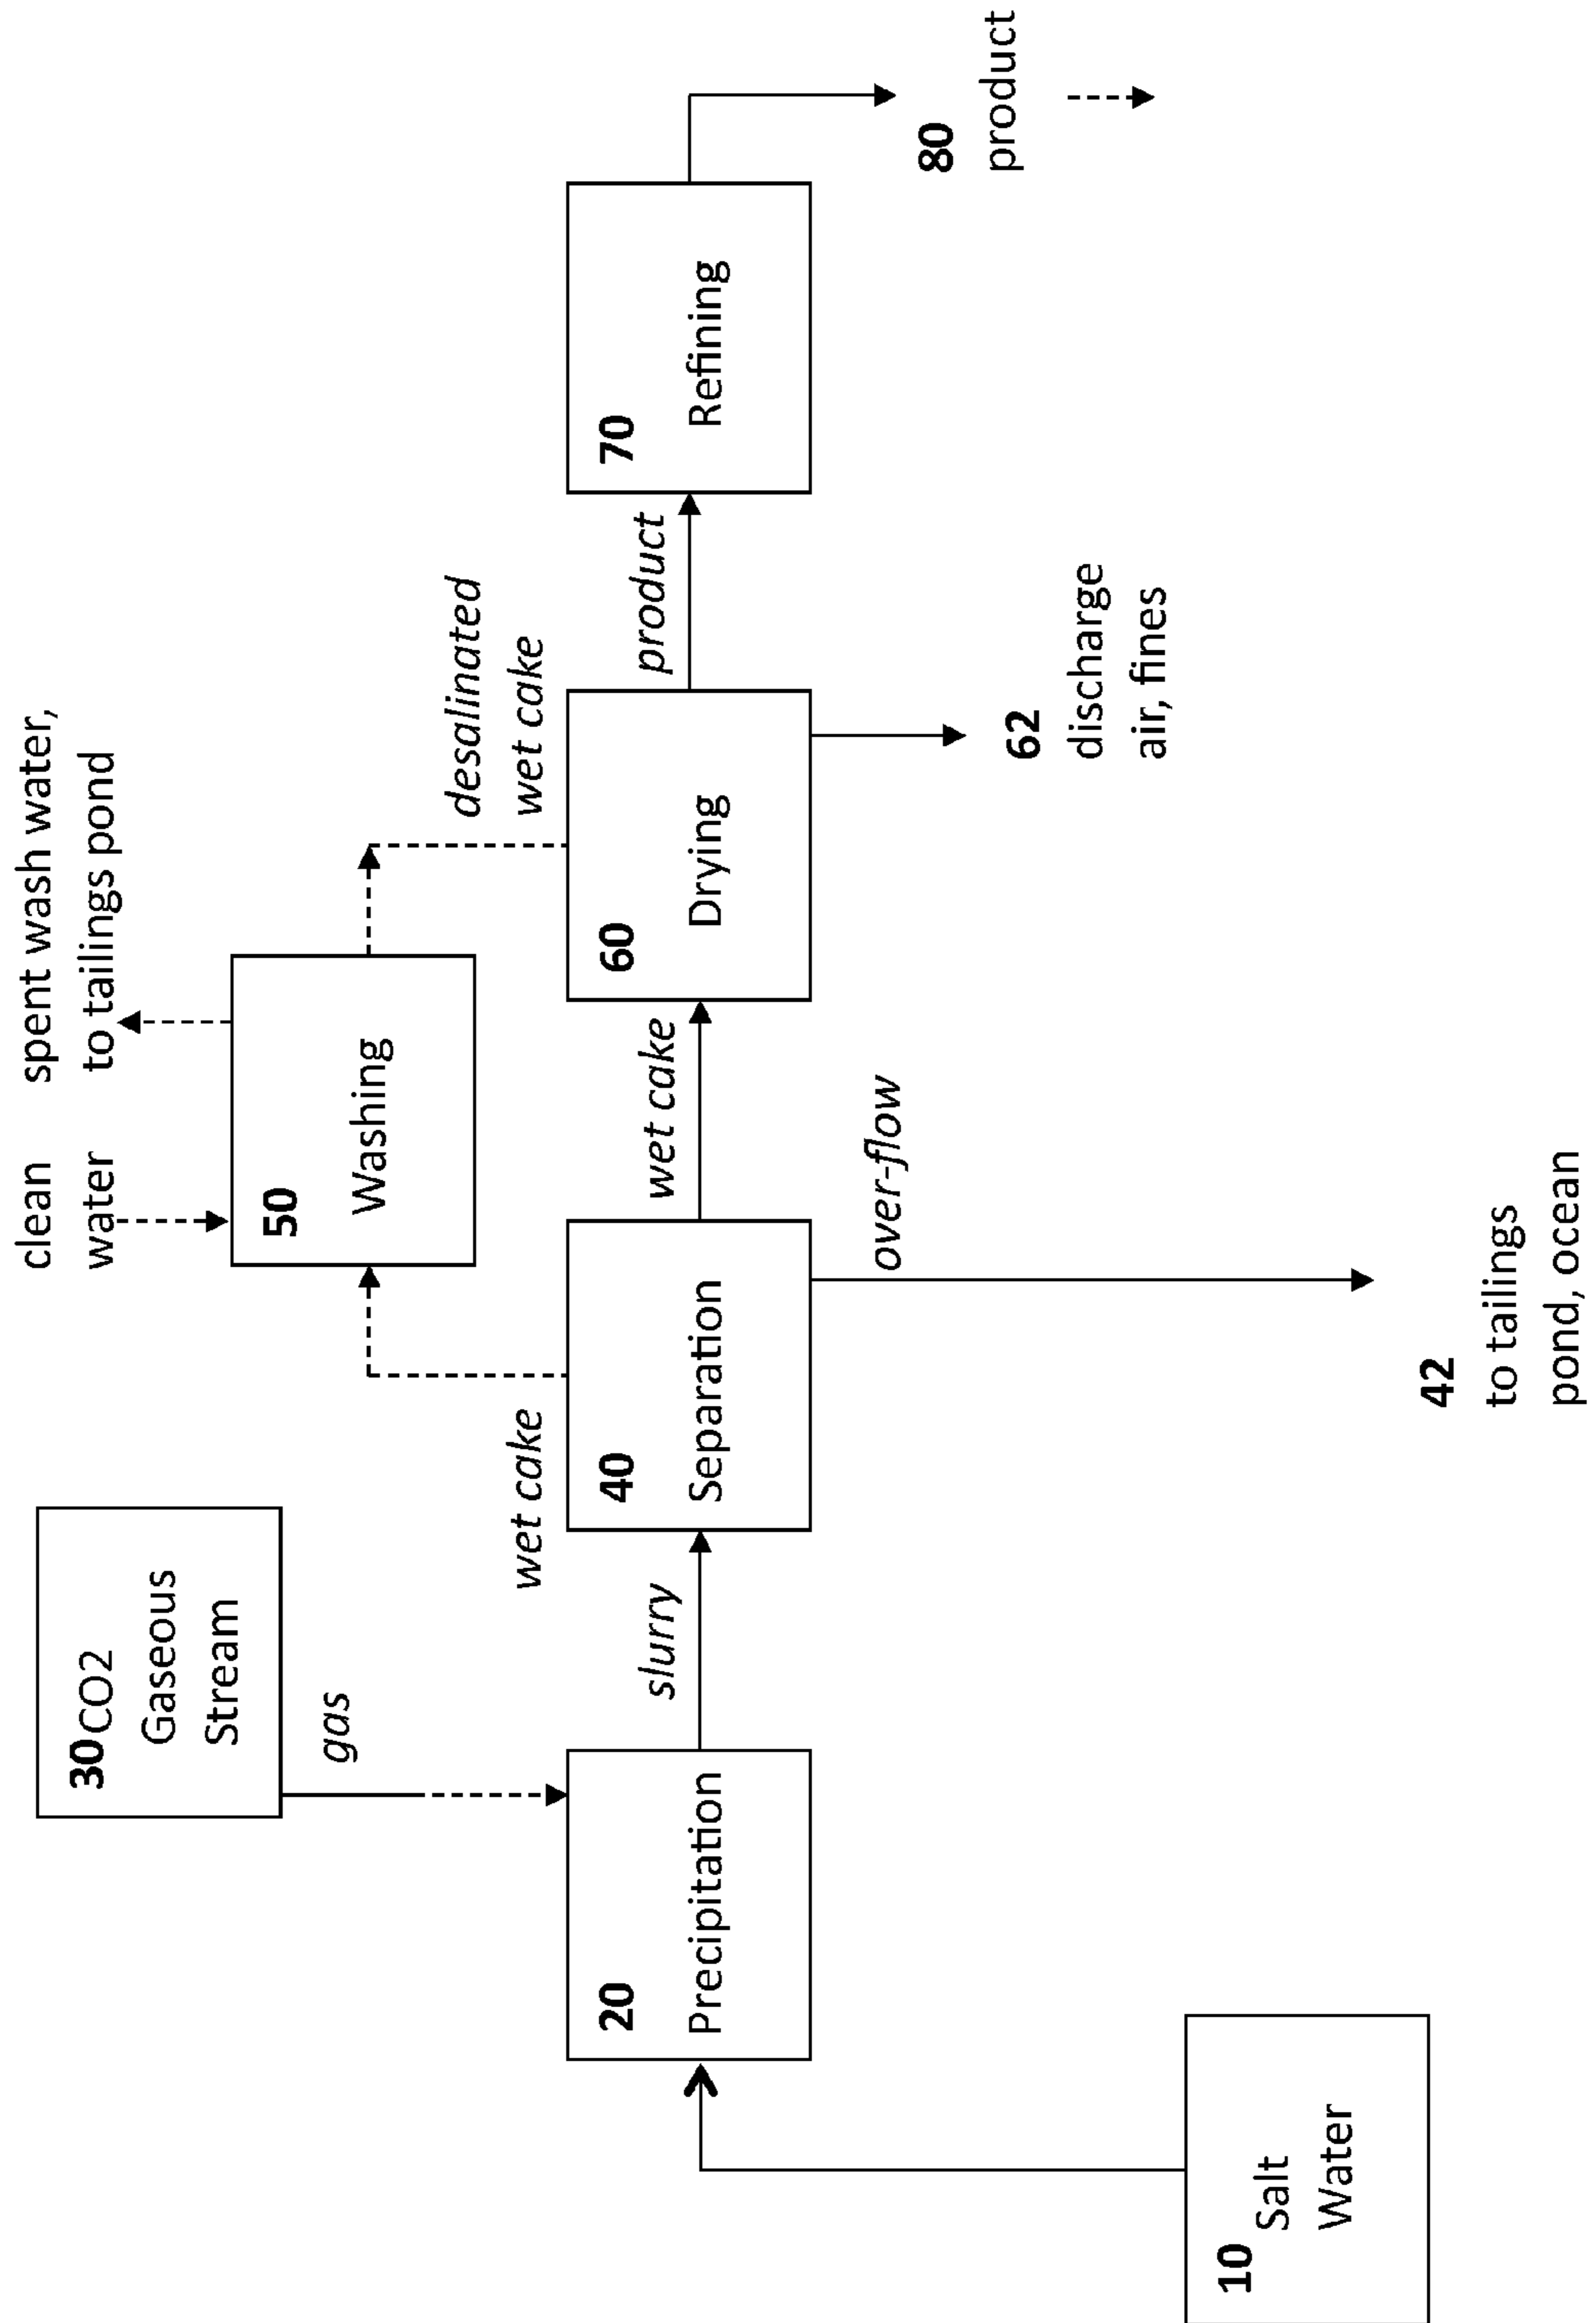 clean
water
spent wash water,
to tailings pond
30 CO2
Gaseous
Stream
gas
50
Washing
wet cake
desalinated
wet cake
20
Precipitation
slurry
40
Separation
wet cake
60
Drying
product
70
Refining
over-flow
80
product
62
discharge
air, fines
10 Salt
Water
42
to tailings
pond, ocean